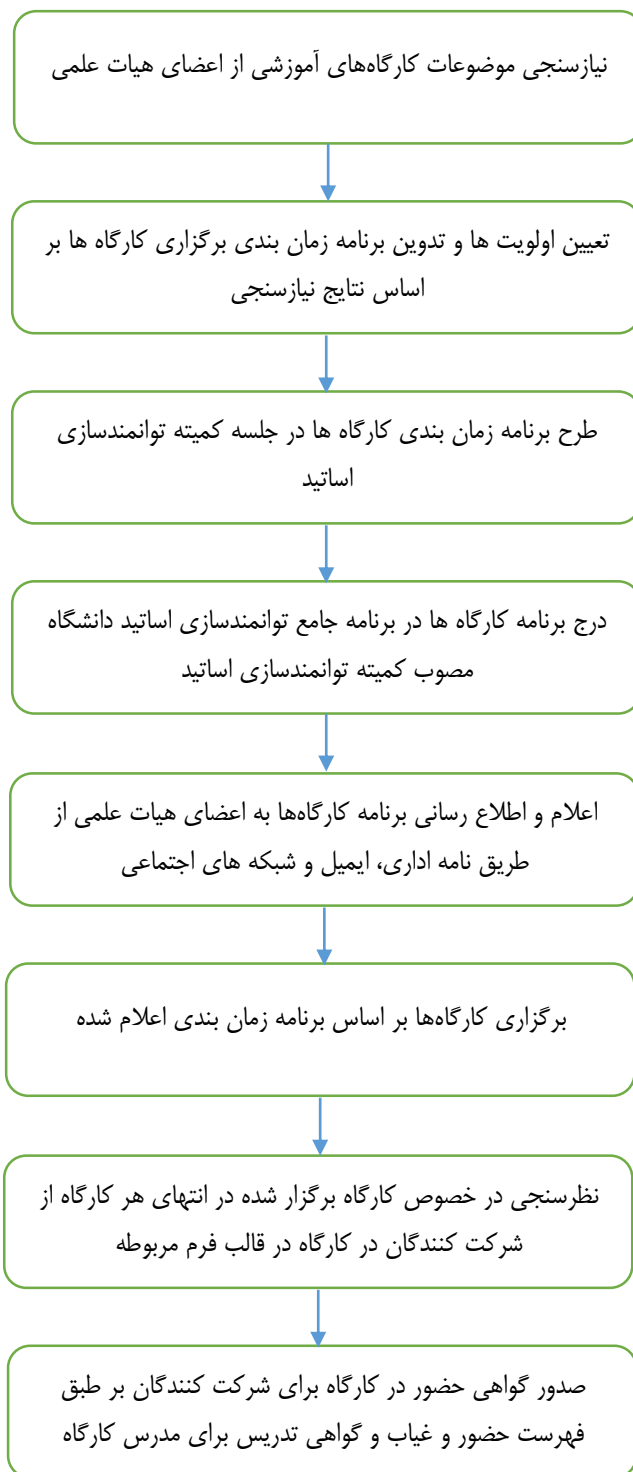 نیازسنجی موضوعات کارگاه‌های آموزشی از اعضای هیات علمی
تعیین اولویت ها و تدوین برنامه زمان بندی برگزاری کارگاه ها بر
اساس نتایج نیازسنجی
طرح برنامه زمان بندی کارگاه ها در جلسه کمیته توانمندسازی
اساتید
درج برنامه کارگاه ها در برنامه جامع توانمندسازی اساتید دانشگاه
مصوب کمیته توانمندسازی اساتید
اعلام و اطلاع رسانی برنامه کارگاه‌ها به اعضای هیات علمی از
طریق نامه اداری، ایمیل و شبکه های اجتماعی
برگزاری کارگاه‌ها بر اساس برنامه زمان بندی اعلام شده
نظرسنجی در خصوص کارگاه برگزار شده در انتهای هر کارگاه از
شرکت کنندگان در کارگاه در قالب فرم مربوطه
صدور گواهی حضور در کارگاه برای شرکت کنندگان بر طبق
فهرست حضور و غیاب و گواهی تدریس برای مدرس کارگاه